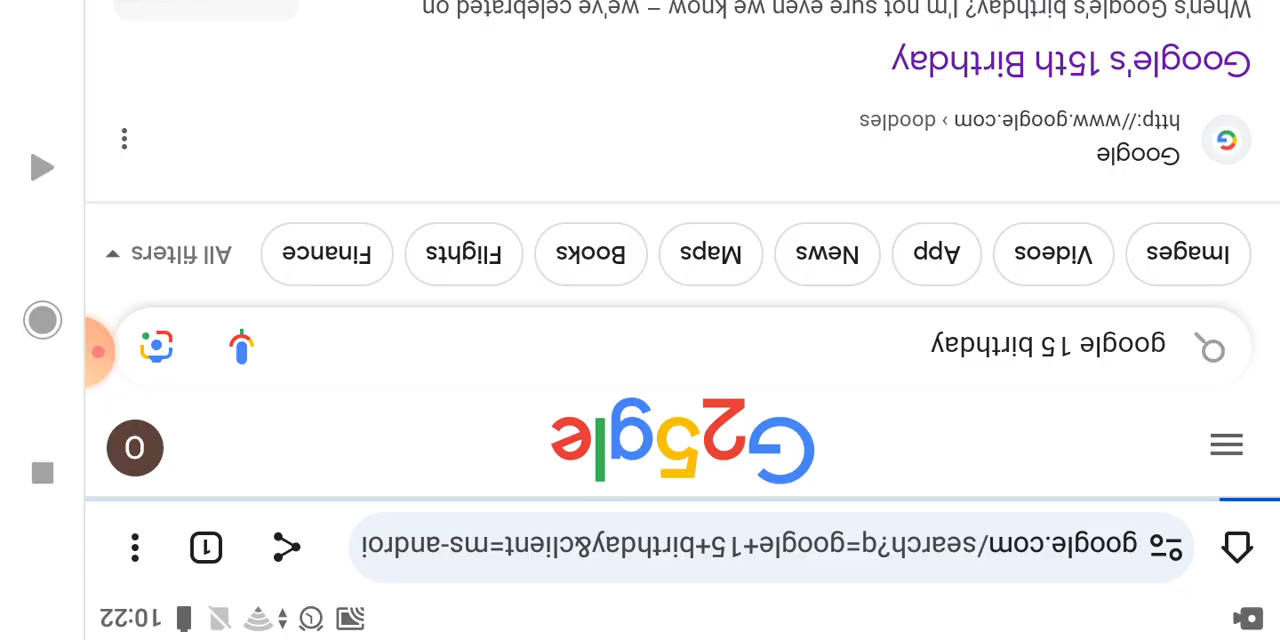 10:22
google.com/search?q=google+15+birthday&client=ms-androi
1
G25gle
O
google 15 birthday
Images Videos App News Maps Books Flights Finance All filters
Google
http://www.google.com › doodles
Google's 15th Birthday
When's Google's birthday? I'm not sure even we know – we've celebrated on